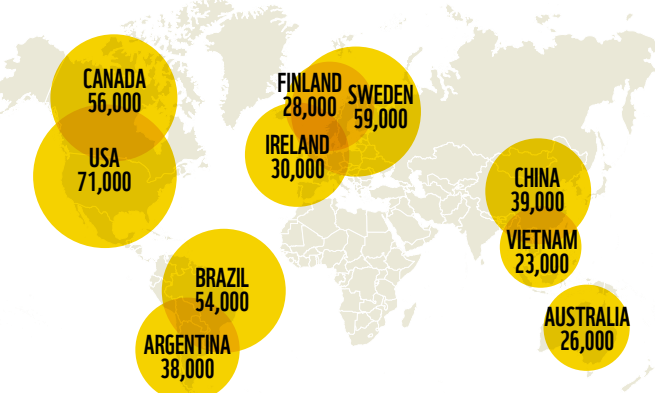 CANADA
56,000
USA
71,000
FINLAND
28,000
SWEDEN
59,000
IRELAND
30,000
BRAZIL
54,000
ARGENTINA
38,000
CHINA
39,000
VIETNAM
23,000
AUSTRALIA
26,000